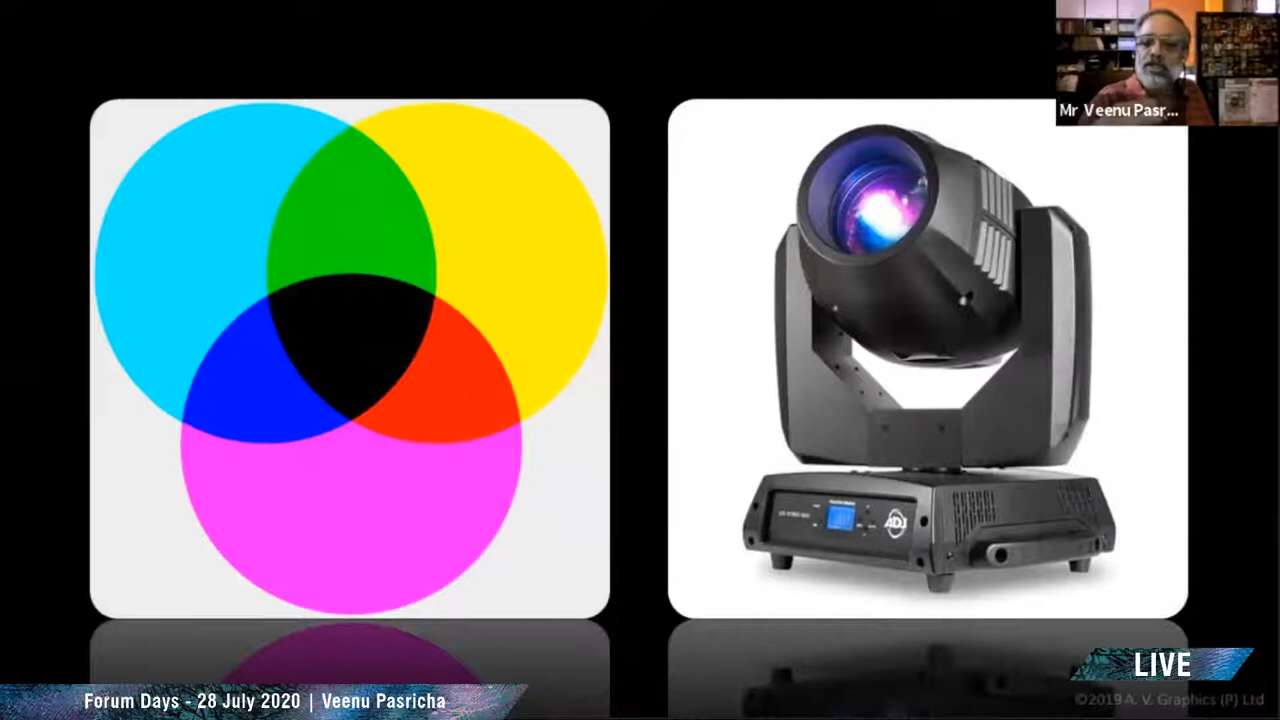 Mr Veenu Pasr...
ADJ
LIVE
Forum Days - 28 July 2020 | Veenu Pasricha
©2019 A. V. Graphics (P) Ltd